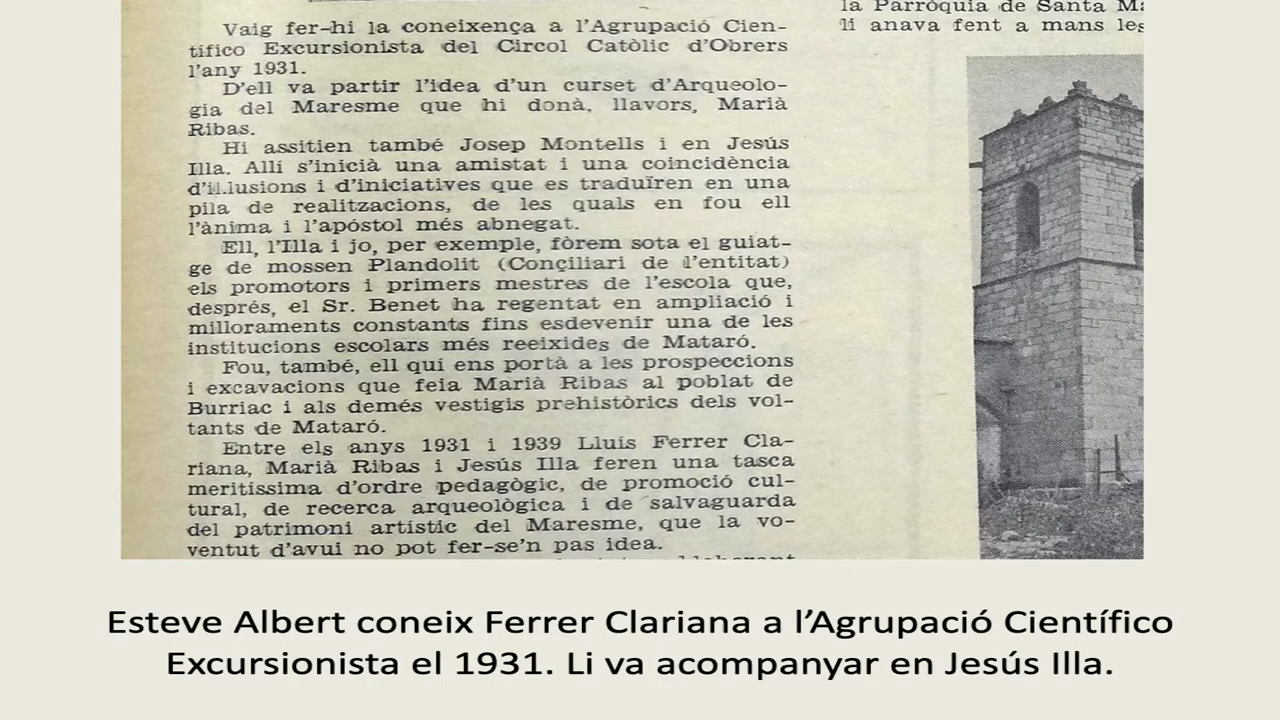 Vaig fer-hi la coneixença a l'Agrupació Cien-
tífico Excursionista del Círcol Catòlic d'Obrers
l'any 1931.
D'ell va partir l'idea d'un curset d'Arqueolo-
gia del Maresme que hi donà, llavors, Marià
Ribas.
Hi assitien també Josep Montells i en Jesús
Illa. Allí s'inicià una amistat i una coincidència
d'il.lusions i d'iniciatives que es traduïren en una
pila de realitzacions, de les quals en fou ell
l'ànima i l'apóstol més abnegat.
Ell, l'Illa i jo, per exemple, fòrem sota el guiat-
ge de mossen Plandolit (Conçiliari de l'entitat)
els promotors i primers mestres de l'escola que,
després, el Sr. Benet ha regentat en ampliació i
milloraments constants fins esdevenir una de les
institucions escolars més reeixides de Mataró.
Fou, també, ell quí ens portà a les prospeccions
i excavacions que feia Marià Ribas al poblat de
Burriac i als demés vestigis prehistòrics dels vol-
tants de Mataró.
Entre els anys 1931 i 1939 Lluís Ferrer Cla-
riana, Marià Ribas i Jesús Illa feren una tasca
meritíssima d'ordre pedagògic, de promoció cul-
tural, de recerca arqueològica i de salvaguarda
del patrimoni artístic del Maresme, que la vo-
ventut d'avui no pot fer-se'n pas idea.
la Parròquia de Santa
li anava fent a mans les
Esteve Albert coneix Ferrer Clariana a l'Agrupació Científico
Excursionista el 1931. Li va acompanyar en Jesús Illa.